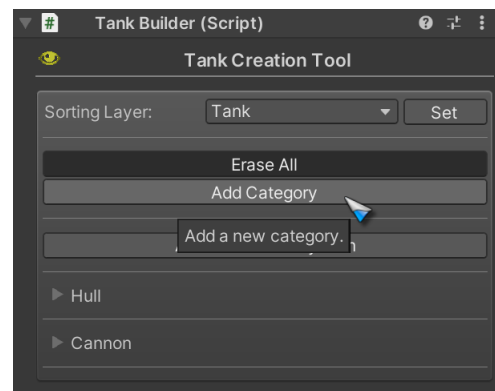 # Tank Builder (Script)
Tank Creation Tool
Sorting Layer: Tank Set
Erase All
Add Category
Add a new category.
Hull
Cannon